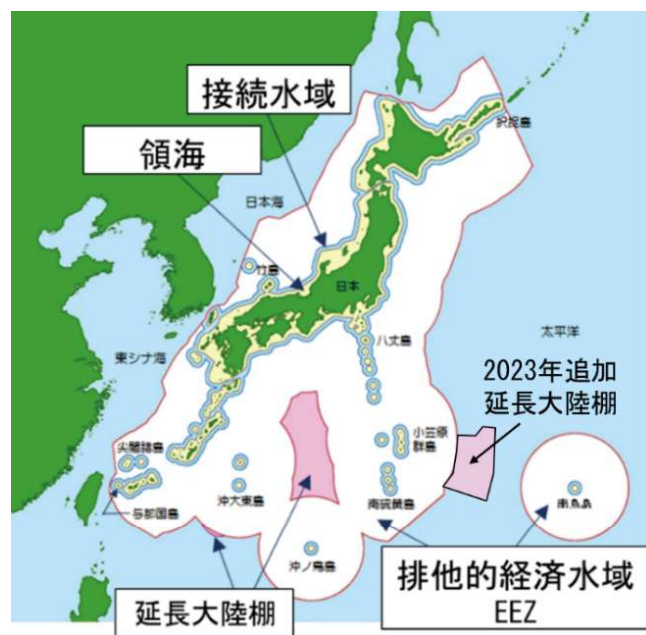 接続水域
領海
択捉島
日本海
竹島
日本
東シナ海
八丈島
太平洋
2023年追加
延長大陸棚
小笠原
群島
尖閣諸島
沖大東島
南硫黄島
南鳥島
与那国島
沖ノ鳥島
排他的経済水域
EEZ
延長大陸棚